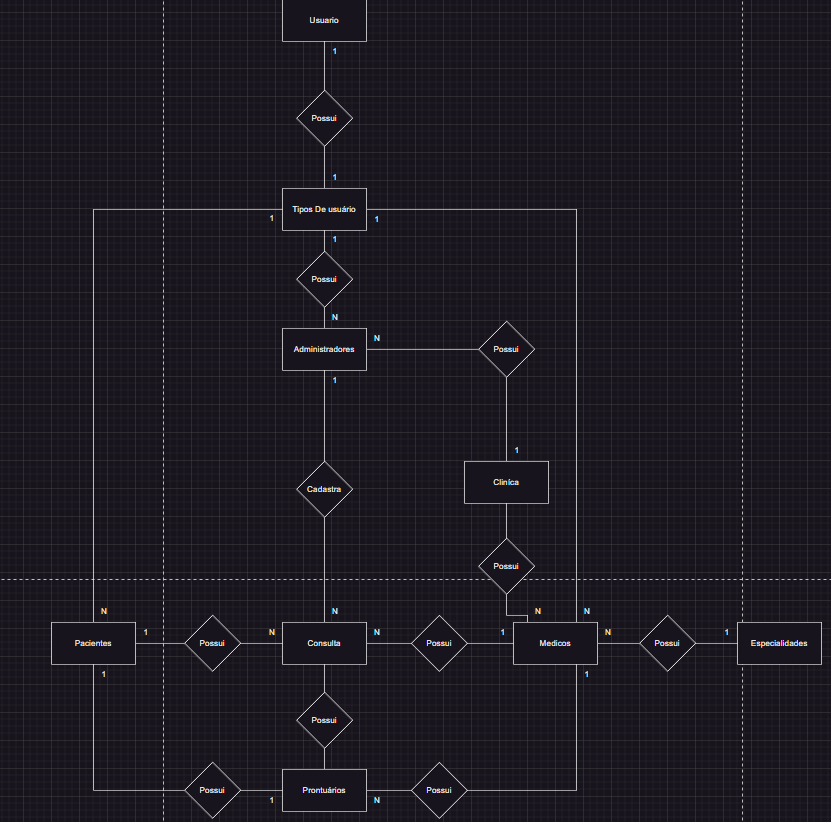 Usuario
1
Possui
1
Tipos De usuário
1
1
1
Possui
N
Administradores
N
Possui
1
1
Cliníca
Cadastra
Possui
N
N
N
N
Pacientes
1
Possui
N
Consulta
N
Possui
1
Medicos
N
Possui
1
Especialidades
1
1
Possui
Possui
1
Prontuários
N
Possui